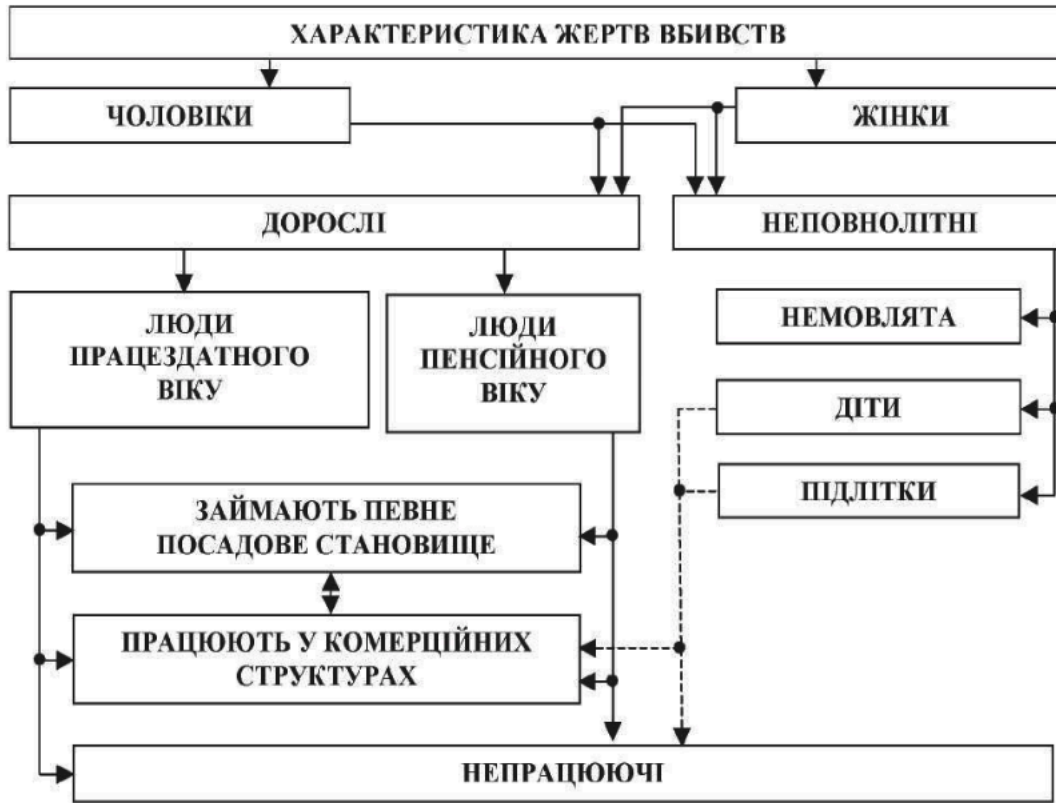 ХАРАКТЕРИСТИКА ЖЕРТВ ВБИВСТВ
ЧОЛОВІКИ
ЖІНКИ
ДОРОСЛІ
НЕПОВНОЛІТНІ
ЛЮДИ
ПРАЦЕЗДАТНОГО
ВІКУ
ЛЮДИ
ПЕНСІЙНОГО
ВІКУ
НЕМОВЛЯТА
ДІТИ
ПІДЛІТКИ
ЗАЙМАЮТЬ ПЕВНЕ
ПОСАДОВЕ СТАНОВИЩЕ
ПРАЦЮЮТЬ У КОМЕРЦІЙНИХ
СТРУКТУРАХ
НЕПРАЦЮЮЧІ